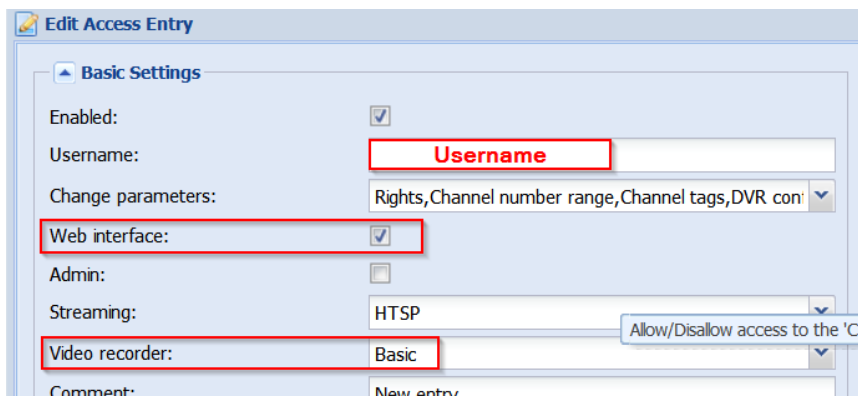 Edit Access Entry
Basic Settings
Enabled:
Username: Username
Change parameters: Rights,Channel number range,Channel tags,DVR con
Web interface:
Admin:
Streaming: HTSP
Allow/Disallow access to the 'C
Video recorder: Basic
Comment: New entry